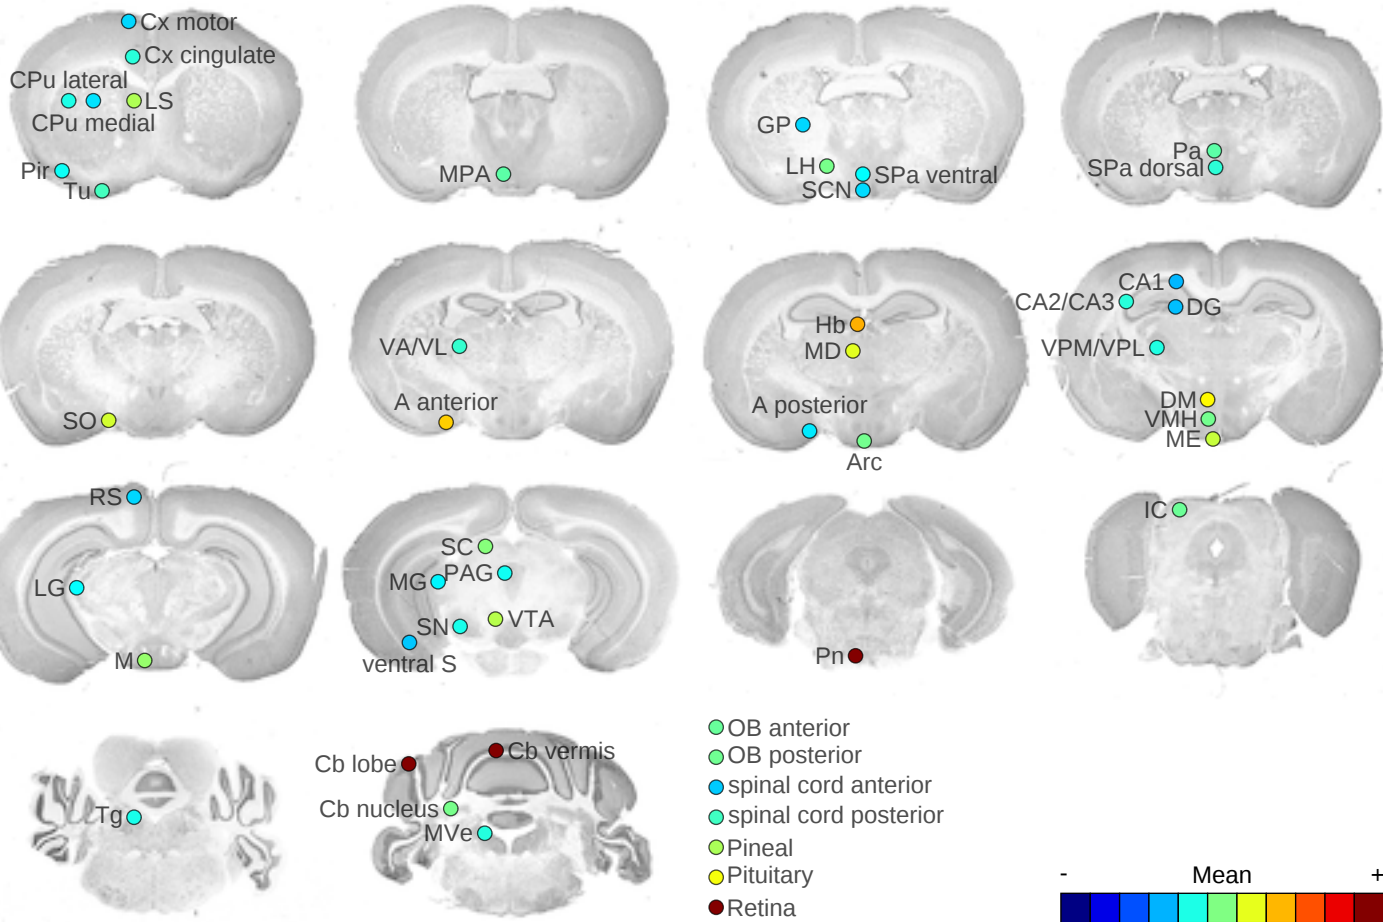 Cx motor
Cx cingulate
CPu lateral
LS
CPu medial
Pir
Tu
MPA
GP
LH
SPa ventral
SCN
Pa
SPa dorsal
SO
VA/VL
A anterior
Hb
MD
A posterior
Arc
CA1
CA2/CA3
DG
VPM/VPL
DM
VMH
ME
RS
LG
M
SC
PAG
MG
VTA
SN
ventral S
Pn
IC
Tg
Cb lobe
Cb vermis
Cb nucleus
MVe
OB anterior
OB posterior
spinal cord anterior
spinal cord posterior
Pineal
Pituitary
Retina
- Mean +